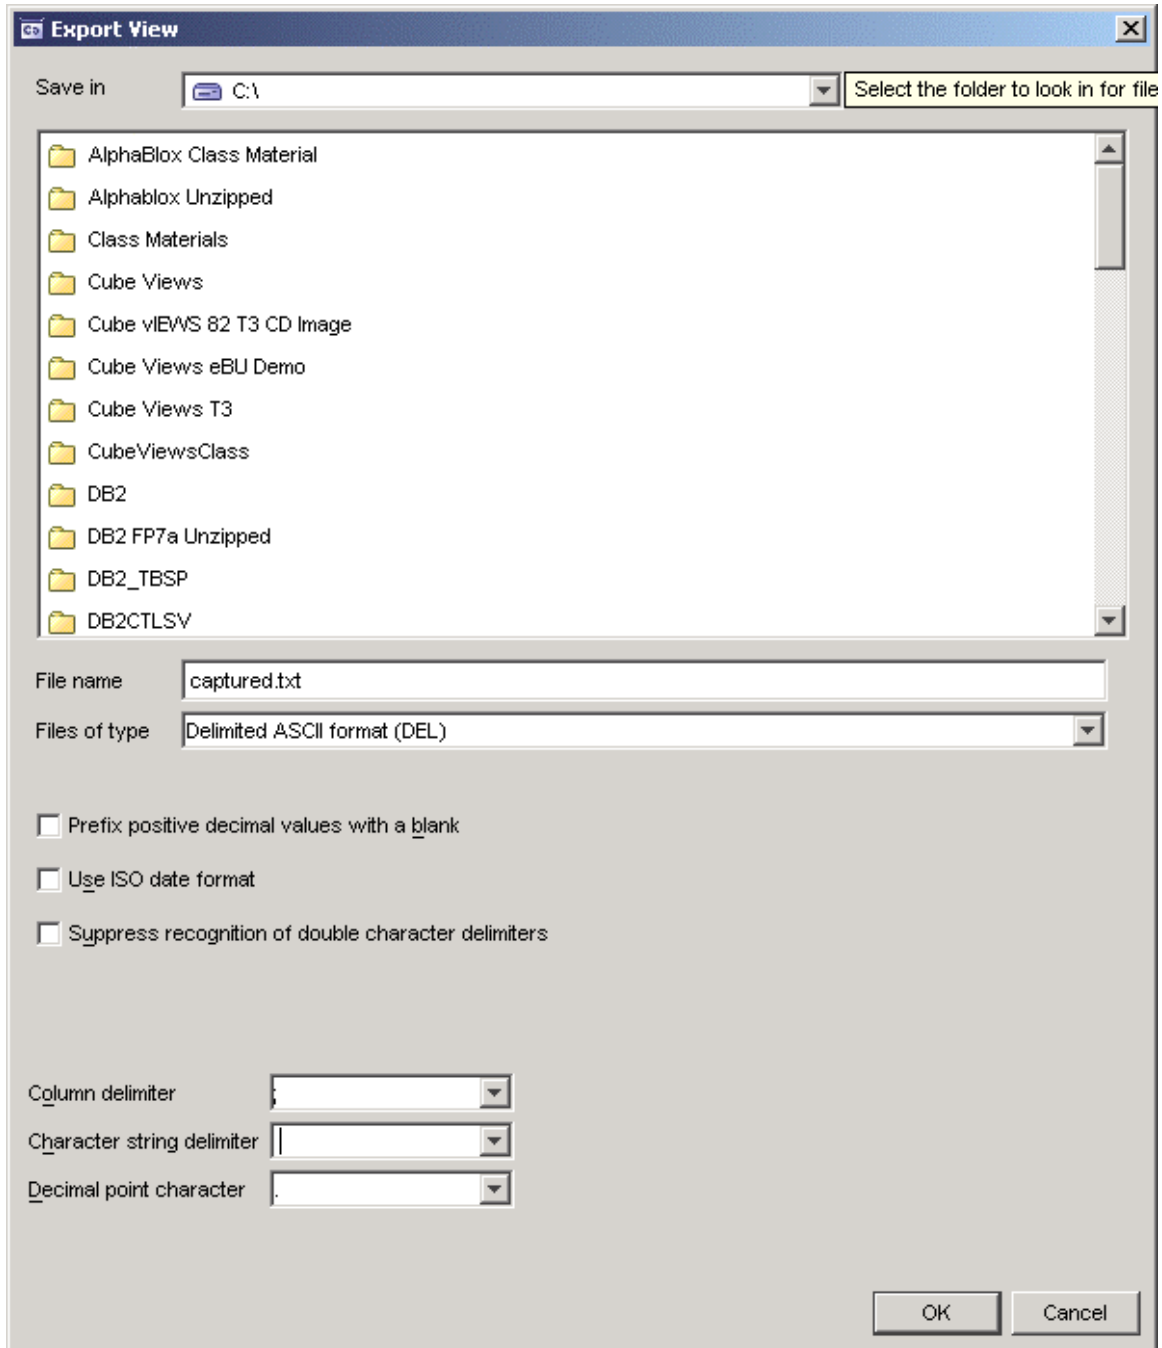 Export View
Save in
C:\
Select the folder to look in for file
AlphaBlox Class Material
Alphablox Unzipped
Class Materials
Cube Views
Cube vIEWS 82 T3 CD Image
Cube Views eBU Demo
Cube Views T3
CubeViewsClass
DB2
DB2 FP7a Unzipped
DB2_TBSP
DB2CTLSV
File name captured.txt
Files of type Delimited ASCII format (DEL)
Prefix positive decimal values with a blank
Use ISO date format
Suppress recognition of double character delimiters
Column delimiter ;
Character string delimiter
Decimal point character .
OK Cancel